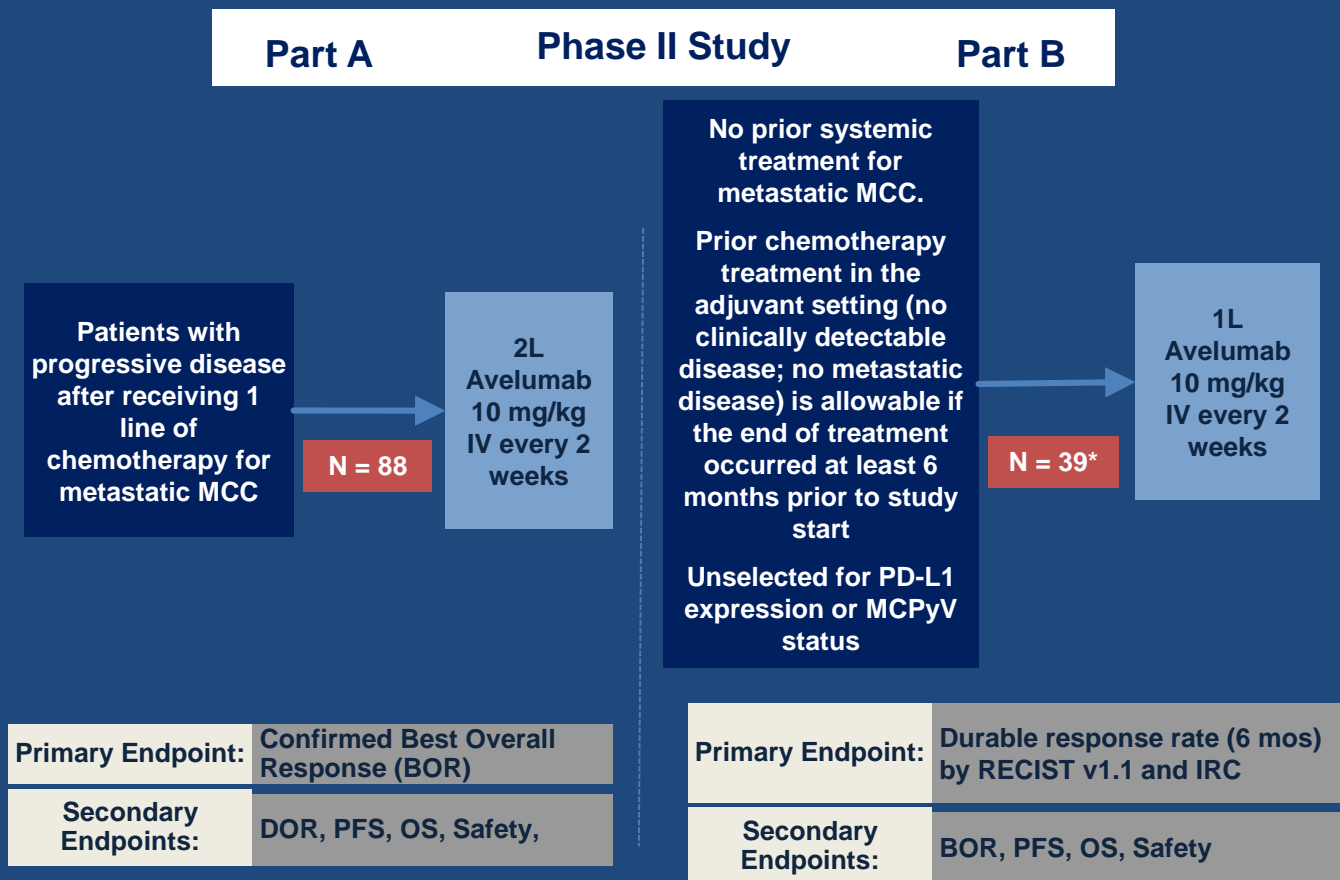 Part A
Phase II Study
Part B
Patients with
progressive disease
after receiving 1
line of
chemotherapy for
metastatic MCC
N = 88
2L
Avelumab
10 mg/kg
IV every 2
weeks
Primary Endpoint:
Confirmed Best Overall
Response (BOR)
Secondary
Endpoints:
DOR, PFS, OS, Safety,
No prior systemic
treatment for
metastatic MCC.
Prior chemotherapy
treatment in the
adjuvant setting (no
clinically detectable
disease; no metastatic
disease) is allowable if
the end of treatment
occurred at least 6
months prior to study
start
Unselected for PD-L1
expression or MCPyV
status
N = 39*
1L
Avelumab
10 mg/kg
IV every 2
weeks
Primary Endpoint:
Durable response rate (6 mos)
by RECIST v1.1 and IRC
Secondary
Endpoints:
BOR, PFS, OS, Safety